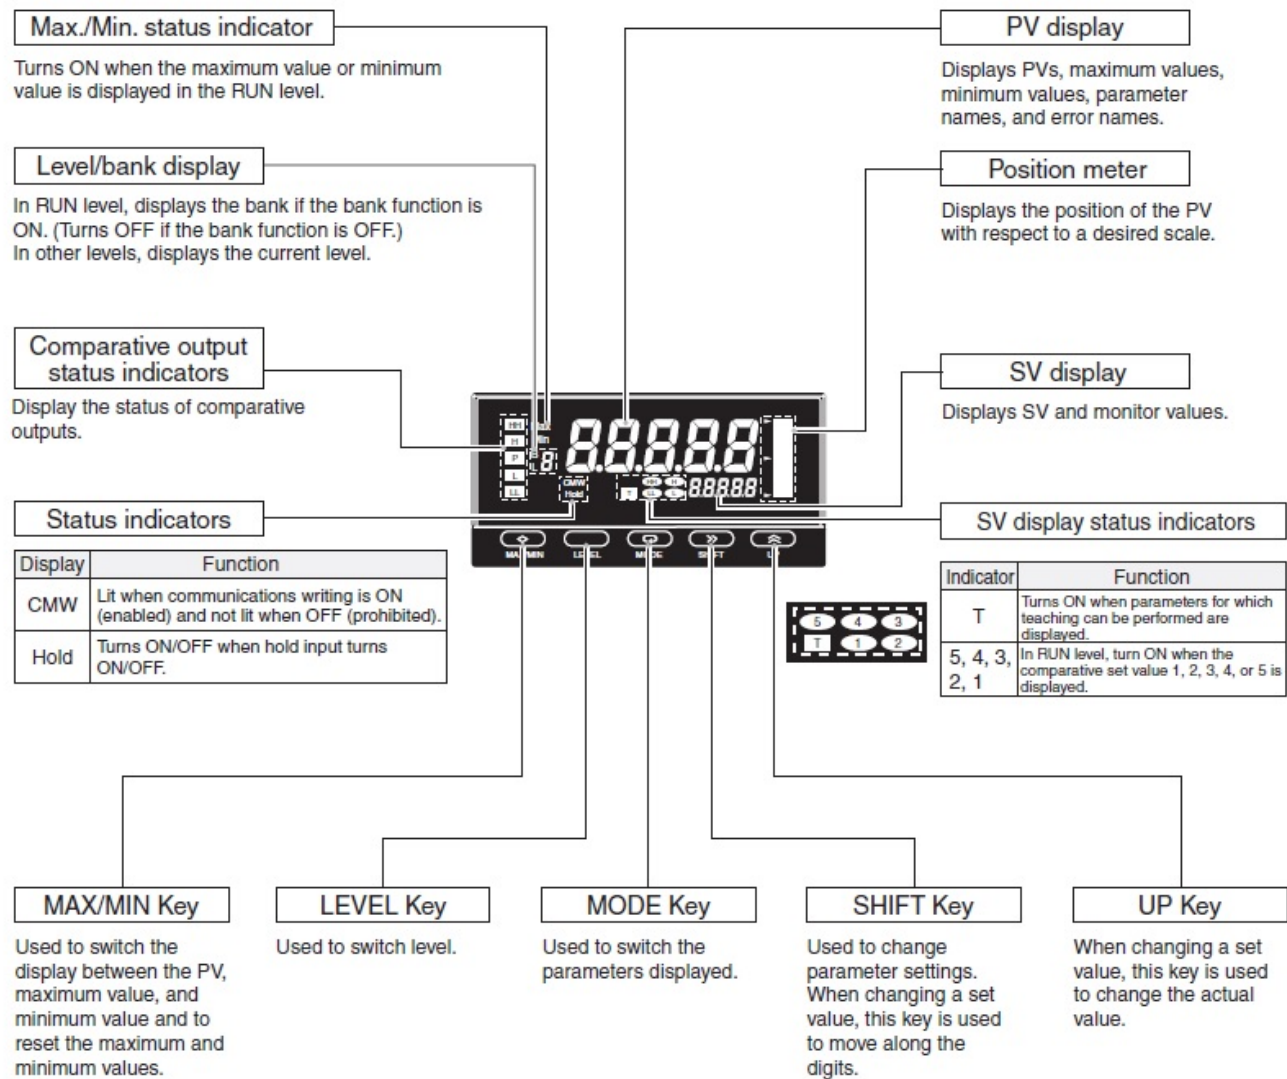 Max./Min. status indicator
Turns ON when the maximum value or minimum
value is displayed in the RUN level.
Level/bank display
In RUN level, displays the bank if the bank function is
ON. (Turns OFF if the bank function is OFF.)
In other levels, displays the current level.
Comparative output
status indicators
Display the status of comparative
outputs.
Status indicators
Display Function
CMW Lit when communications writing is ON
(enabled) and not lit when OFF (prohibited).
Hold Turns ON/OFF when hold input turns
ON/OFF.
PV display
Displays PVs, maximum values,
minimum values, parameter
names, and error names.
Position meter
Displays the position of the PV
with respect to a desired scale.
SV display
Displays SV and monitor values.
SV display status indicators
Indicator Function
T Turns ON when parameters for which
teaching can be performed are
displayed.
5, 4, 3,
2, 1
In RUN level, turn ON when the
comparative set value 1, 2, 3, 4, or 5 is
displayed.
HH
H
P
L
LL
8
88888
CMW
Hold
T
HH H
LL L
88888
MODE
SHIFT
5 4 3
T 1 2
MAX/MIN Key
Used to switch the
display between the PV,
maximum value, and
minimum value and to
reset the maximum and
minimum values.
LEVEL Key
Used to switch level.
MODE Key
Used to switch the
parameters displayed.
SHIFT Key
Used to change
parameter settings.
When changing a set
value, this key is used
to move along the
digits.
UP Key
When changing a set
value, this key is used
to change the actual
value.